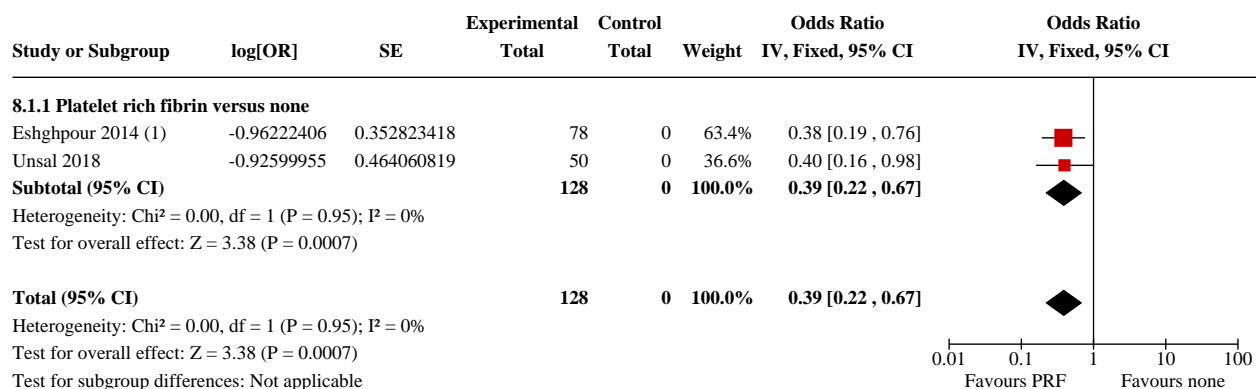 Experimental Control Odds Ratio Odds Ratio
Study or Subgroup log[OR] SE Total Total Weight IV, Fixed, 95% CI IV, Fixed, 95% CI
8.1.1 Platelet rich fibrin versus none
Eshghpour 2014 (1) -0.96222406 0.352823418 78 0 63.4% 0.38 [0.19 , 0.76]
Unsal 2018 -0.92599955 0.464060819 50 0 36.6% 0.40 [0.16 , 0.98]
Subtotal (95% CI) 128 0 100.0% 0.39 [0.22 , 0.67]
Heterogeneity: Chi² = 0.00, df = 1 (P = 0.95); I² = 0%
Test for overall effect: Z = 3.38 (P = 0.0007)
Total (95% CI) 128 0 100.0% 0.39 [0.22 , 0.67]
Heterogeneity: Chi² = 0.00, df = 1 (P = 0.95); I² = 0%
Test for overall effect: Z = 3.38 (P = 0.0007)
Test for subgroup differences: Not applicable
0.01 0.1 1 10 100
Favours PRF Favours none